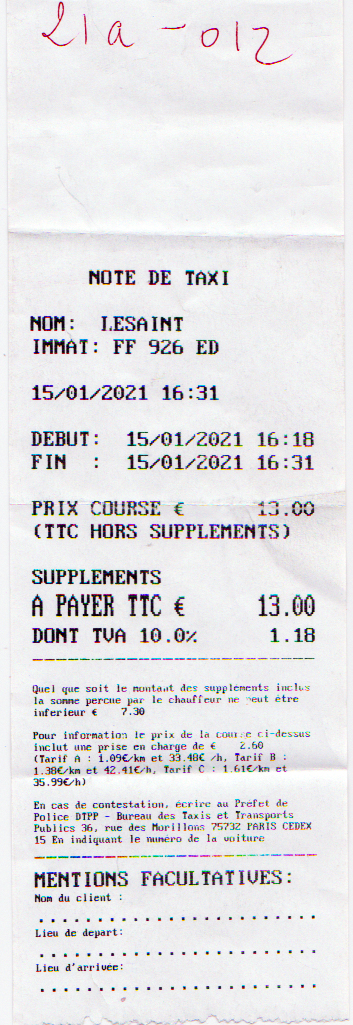 21a - 012
NOTE DE TAXI
NOM: LESAINT
IMMAT: FF 926 ED
15/01/2021 16:31
DEBUT: 15/01/2021 16:18
FIN : 15/01/2021 16:31
PRIX COURSE € 13.00
(TTC HORS SUPPLEMENTS)
SUPPLEMENTS
A PAYER TTC € 13.00
DONT TVA 10.0% 1.18
Quel que soit le montant des supplements inclus
la somme percue par le chauffeur ne peut être
inferieur € 7.30
Pour information le prix de la course ci-dessus
inclut une prise en charge de € 2.60
(Tarif A : 1.09€/km et 33.48€ /h, Tarif B :
1.38€/km et 42.41€/h, Tarif C : 1.61€/km et
35.99€/h)
En cas de contestation, écrire au Préfet de
Police DTPP - Bureau des Taxis et Transports
Publics 36, rue des Morillons 75732 PARIS CEDEX
15 En indiquant le numéro de la voiture
MENTIONS FACULTATIVES:
Nom du client :
Lieu de depart:
Lieu d'arrivée: